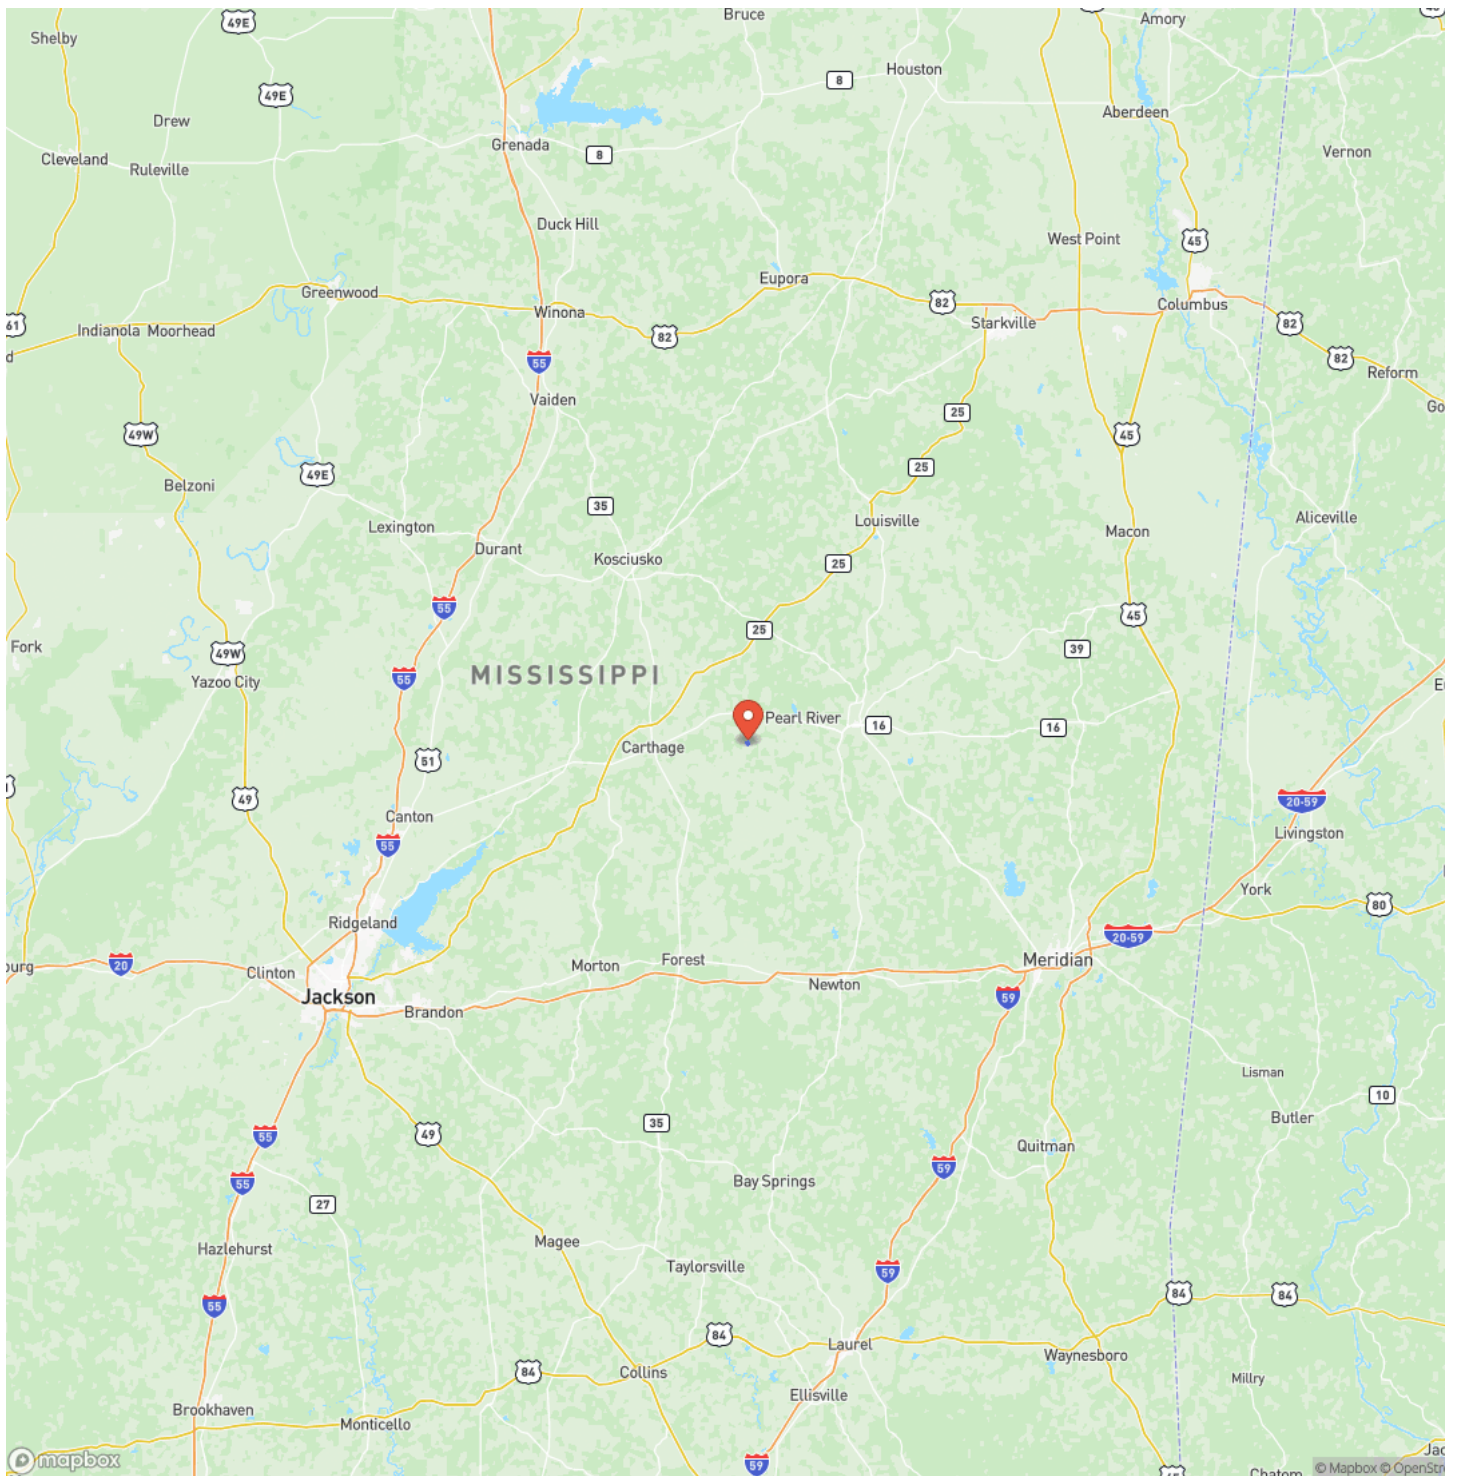 Bruce
Amory
Shelby
49E
Houston
8
49E
Aberdeen
Drew
Grenada
8
Cleveland
Ruleville
Vernon
Duck Hill
West Point
45
Eupora
Greenwood
82
Columbus
Winona
61
Indianola Moorhead
Starkville
82
82
d
55
82
Reform
Vaiden
Go
25
49W
45
25
49E
Belzoni
35
Lexington
Louisville
Aliceville
Macon
Durant
Kosciusko
25
55
45
25
Fork
49W
39
MISSISSIPPI
55
Yazoo City
E
Pearl River
16
16
Carthage
51
49
20-59
Canton
Livingston
55
York
80
Ridgeland
20-59
Meridian
20
burg
Clinton
Morton
Forest
Newton
Jackson
59
Brandon
Lisman
10
35
Butler
55
49
Quitman
59
55
Bay Springs
27
Magee
Hazlehurst
Taylorsville
59
84
84
55
84
Laurel
Waynesboro
84
Collins
Millry
Ellisville
Brookhaven
Monticello
mapbox
59
© Mapbox © OpenStre
Chatom
Jac